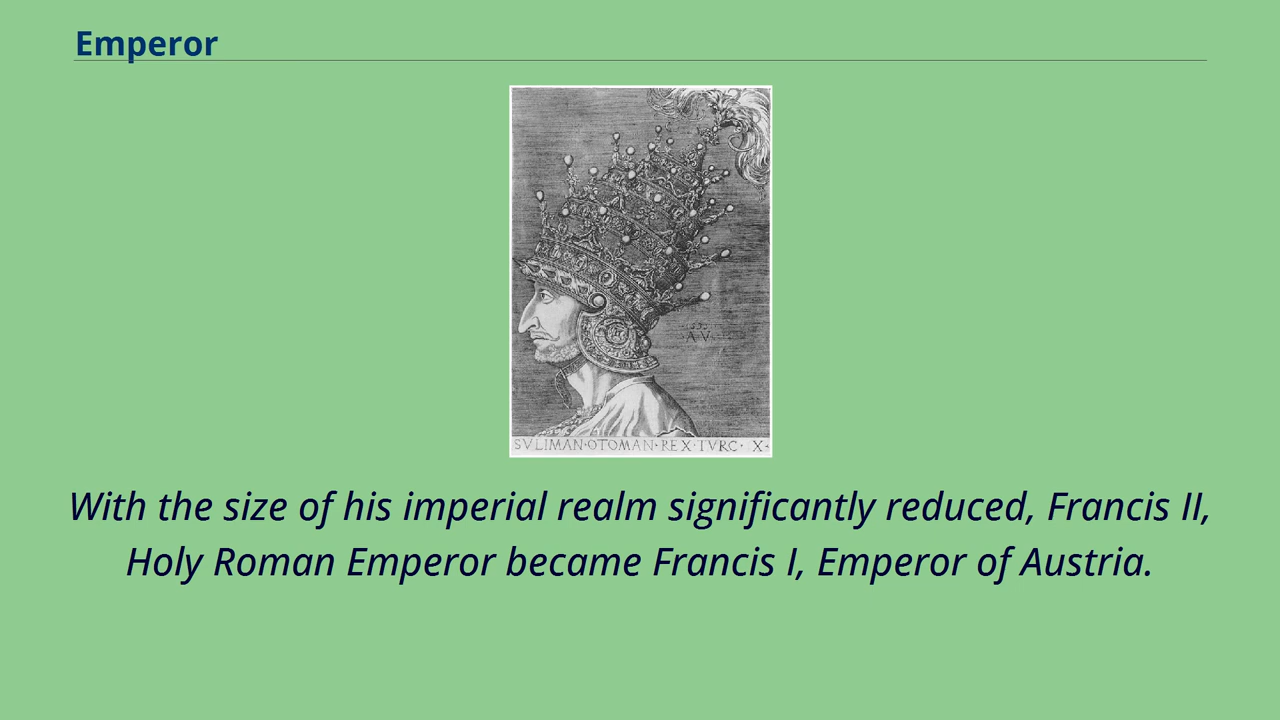 Emperor
SVLIMAN·OTOMAN·REX·TVRC· X·
With the size of his imperial realm significantly reduced, Francis II,
Holy Roman Emperor became Francis I, Emperor of Austria.